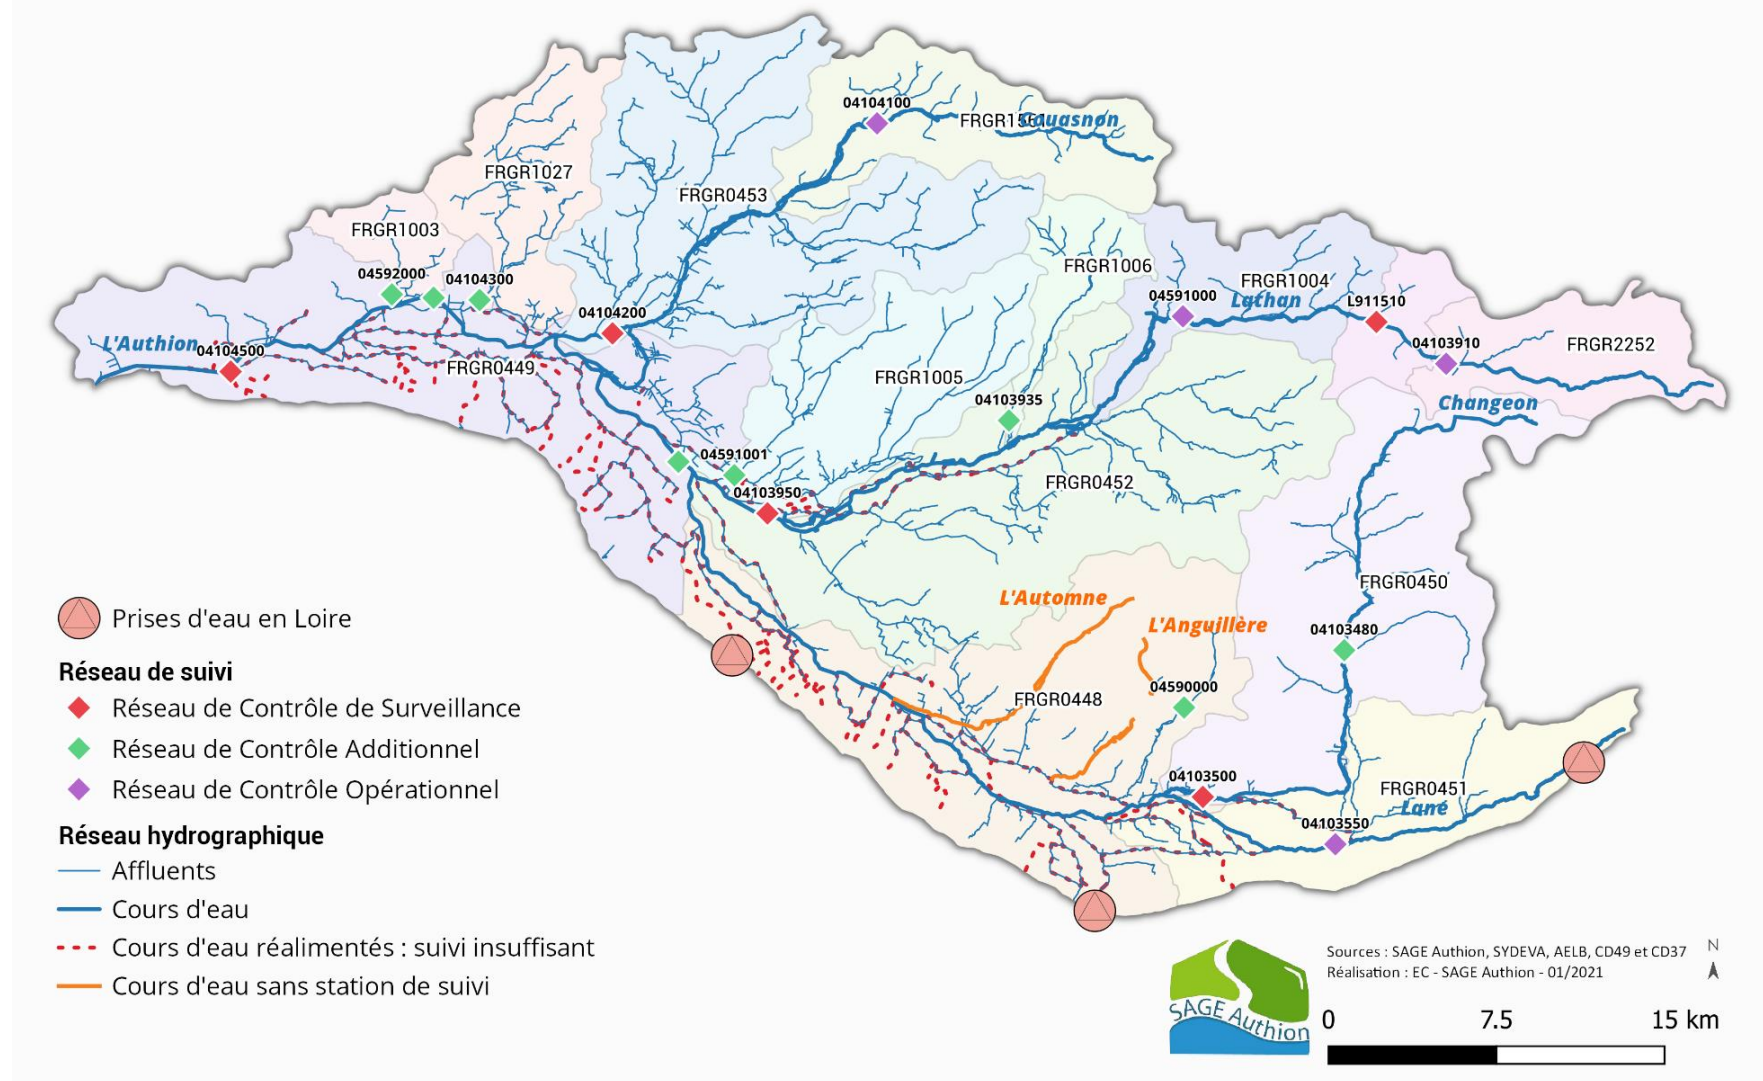 04104100
FRGR1561
Couasnon
FRGR1027
FRGR0453
FRGR1003
FRGR1006
04592000
04104300
FRGR1004
04591000
Lathan
L911510
04104200
L'Authion
04104500
04103910
FRGR2252
FRGR0449
FRGR1005
04103935
Changeon
04591001
FRGR0452
04103950
FRGR0450
L'Automne
L'Anguillère
04103480
04590000
FRGR0448
04103500
FRGR0451
Lané
04103550
Prises d'eau en Loire
Réseau de suivi
Réseau de Contrôle de Surveillance
Réseau de Contrôle Additionnel
Réseau de Contrôle Opérationnel
Réseau hydrographique
Affluents
Cours d'eau
Cours d'eau réalimentés : suivi insuffisant
Cours d'eau sans station de suivi
SAGE Authion
Sources : SAGE Authion, SYDEVA, AELB, CD49 et CD37
Réalisation : EC - SAGE Authion - 01/2021
N
0 7.5 15 km